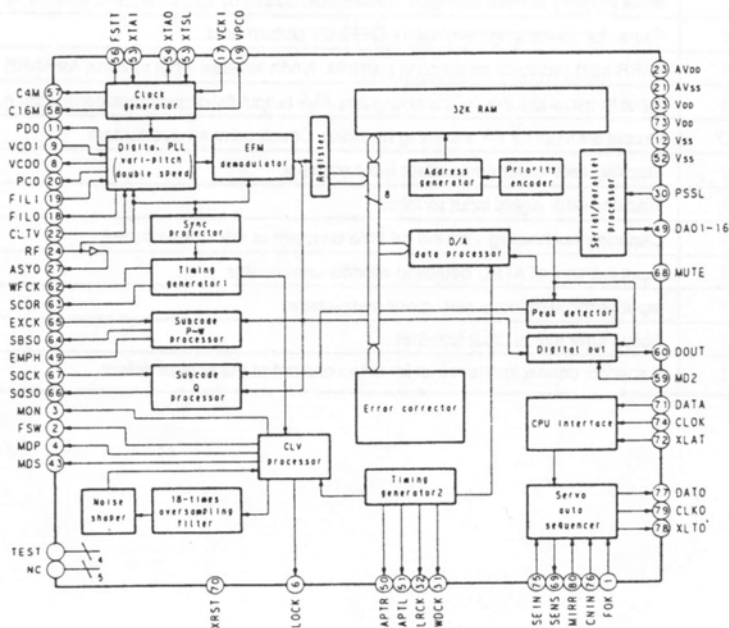 FSTT
XTAI
XTAO
XTSL
VCKI
VPCO
56
53
54
53
17
19
C4M 57
C16M 58
PDO 11
VCOI 9
VCOO 8
PCO 20
FILI 19
FILO 18
CLTV 22
RF 24
ASYO 27
WFCK 62
SCOR 63
EXCK 65
SBSO 64
EMPH 49
SQCK 67
SQSO 66
MON 3
FSW 2
MDP 4
MDS 43
TEST 4
NC 5
Clock
generator
Digital PLL
(vari-pitch
double speed)
EFM
demodulator
Register
Sync
protector
Timing
generator1
Subcode
P-W
processor
Subcode
Q
processor
CLV
processor
Noise
shaper
18-times
oversampling
filter
32k RAM
8
Address
generator
Priority
encoder
Serial/Parallel
Processor
D/A
data processor
Peak detector
Digital out
Error corrector
CPU interface
Timing
generator2
Servo
auto
sequencer
23 AVDD
21 AVSS
33 VDD
73 VDD
12 VSS
52 VSS
30 PSSL
49 DA01-16
68 MUTE
60 DOUT
59 MD2
71 DATA
74 CLOK
72 XLAT
77 DATO
79 CLKO
78 XLTO
70
6
50
51
32
31
75
69
80
76
1
XRST
LOCK
APTR
APTL
LRCK
WDCK
SEIN
SENS
MIRR
CNIN
FOK